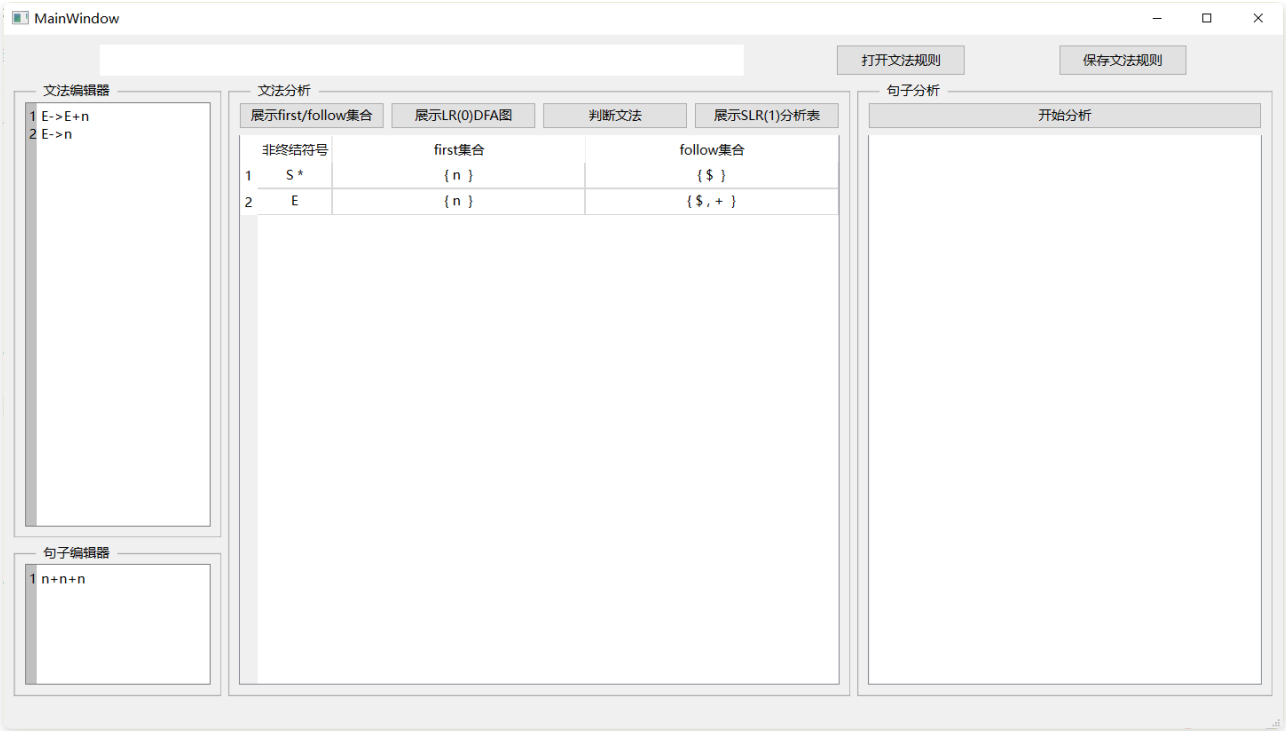 MainWindow
打开文法规则 保存文法规则
文法编辑器
1 E->E+n
2 E->n
句子编辑器
1 n+n+n
文法分析
展示first/follow集合 展示LR(0)DFA图 判断文法 展示SLR(1)分析表
非终结符号 first集合 follow集合
1 S * { n } { $ }
2 E { n } { $ , + }
句子分析
开始分析